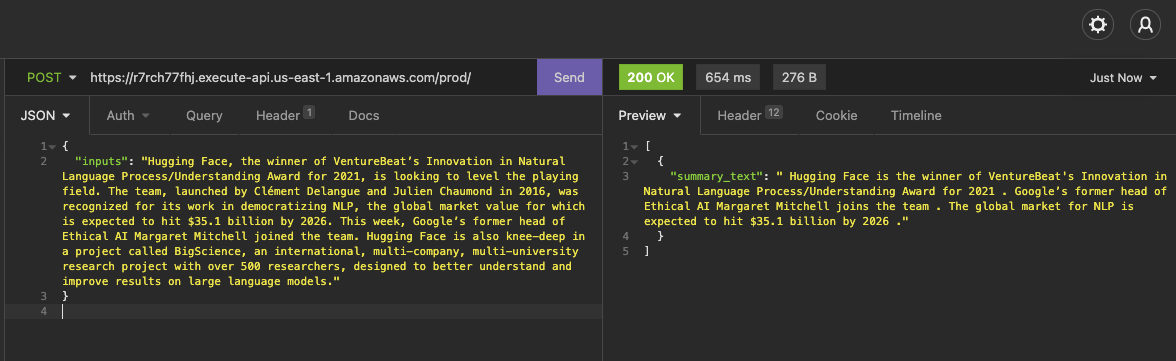 POST https://r7rch77fhj.execute-api.us-east-1.amazonaws.com/prod/ Send
JSON Auth Query Header 1 Docs
1 {
2 "inputs": "Hugging Face, the winner of VentureBeat’s Innovation in Natural
Language Process/Understanding Award for 2021, is looking to level the playing
field. The team, launched by Clément Delangue and Julien Chaumond in 2016, was
recognized for its work in democratizing NLP, the global market value for which
is expected to hit $35.1 billion by 2026. This week, Google’s former head of
Ethical AI Margaret Mitchell joined the team. Hugging Face is also knee-deep in
a project called BigScience, an international, multi-company, multi-university
research project with over 500 researchers, designed to better understand and
improve results on large language models."
3 }
4
200 OK 654 ms 276 B Just Now
Preview Header 12 Cookie Timeline
1 [
2 {
3 "summary_text": " Hugging Face is the winner of VentureBeat's Innovation in
Natural Language Process/Understanding Award for 2021 . Google’s former head of
Ethical AI Margaret Mitchell joins the team . The global market for NLP is
expected to hit $35.1 billion by 2026 ."
4 }
5 ]